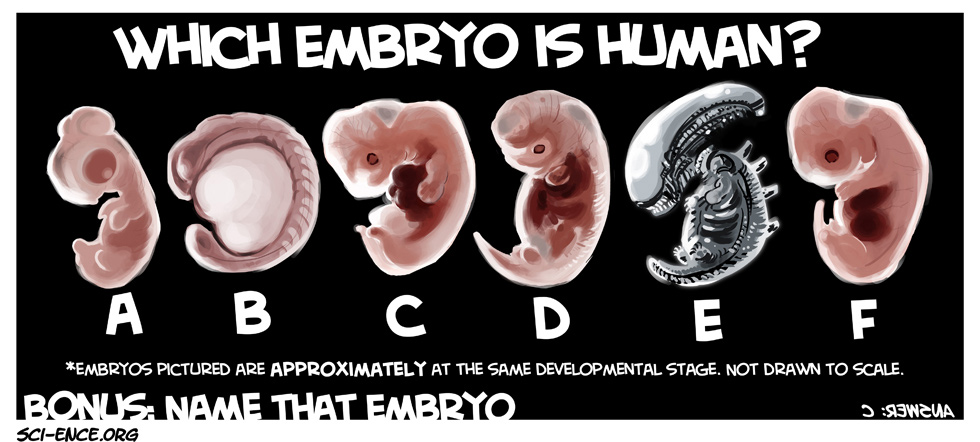 WHICH EMBRYO IS HUMAN?
A B C D E F
*EMBRYOS PICTURED ARE APPROXIMATELY AT THE SAME DEVELOPMENTAL STAGE. NOT DRAWN TO SCALE.
BONUS: NAME THAT EMBRYO
ANSWER: C
SCI-ENCE.ORG